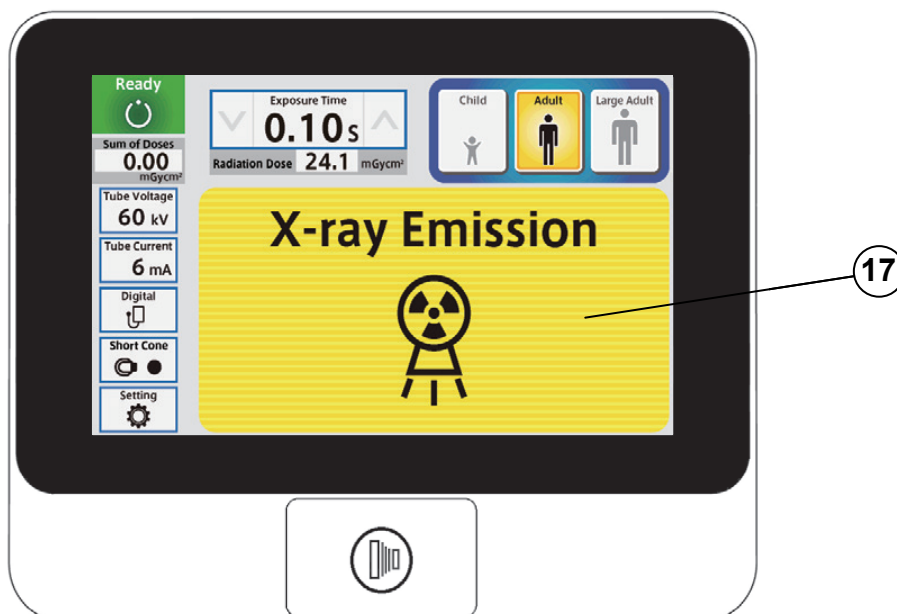 Ready
Exposure Time
0.10 s
Child
Adult
Large Adult
Sum of Doses
0.00
mGycm²
Radiation Dose 24.1 mGycm²
Tube Voltage
60 kV
X-ray Emission
Tube Current
6 mA
17
Digital
Short Cone
Setting